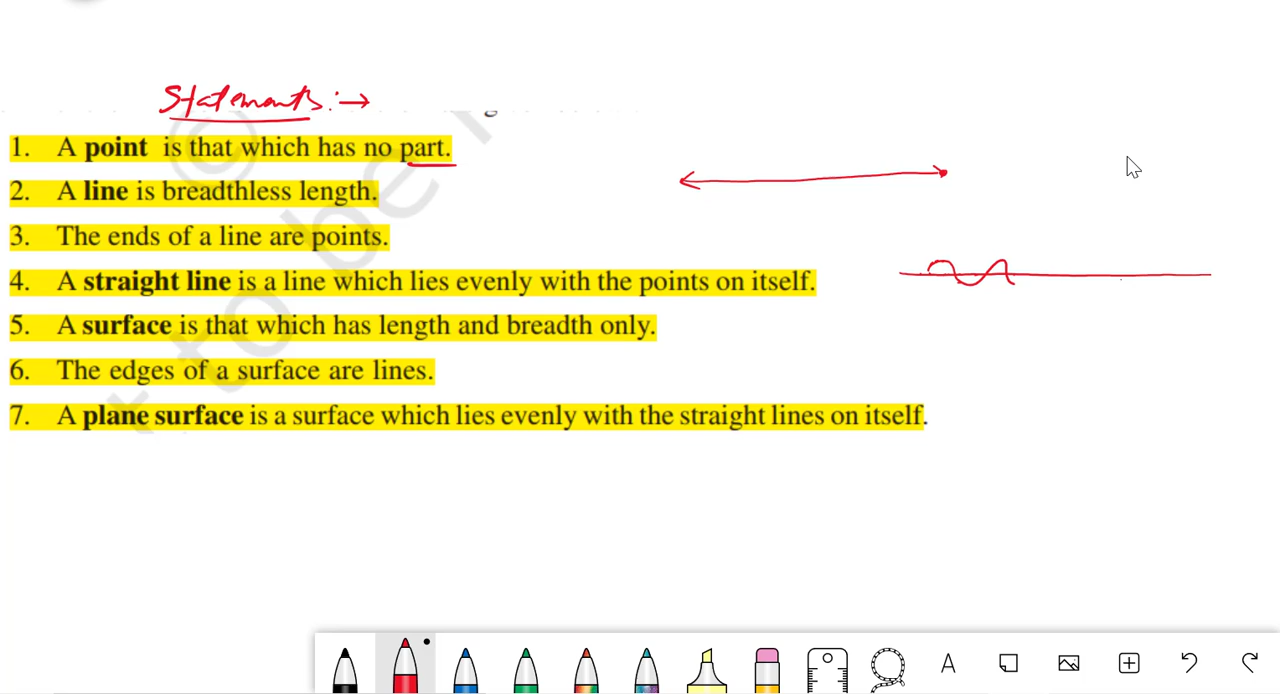 Statements :→
1. A point is that which has no part.
2. A line is breadthless length.
3. The ends of a line are points.
4. A straight line is a line which lies evenly with the points on itself.
5. A surface is that which has length and breadth only.
6. The edges of a surface are lines.
7. A plane surface is a surface which lies evenly with the straight lines on itself.
© t to be r
A